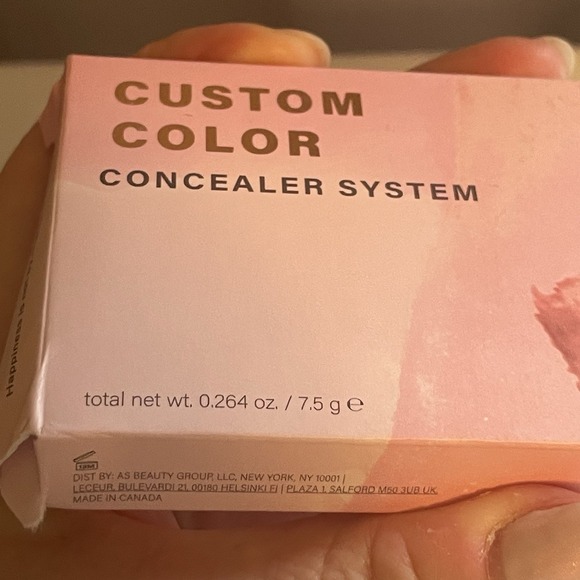 CUSTOM
COLOR
CONCEALER SYSTEM
total net wt. 0.264 oz. / 7.5 g ℮
12M
DIST BY: AS BEAUTY GROUP, LLC, NEW YORK, NY 10001 |
LECEUR, BULEVARDI 21, 00180 HELSINKI FI | PLAZA 1, SALFORD M50 3UB UK.
MADE IN CANADA
Happiness is